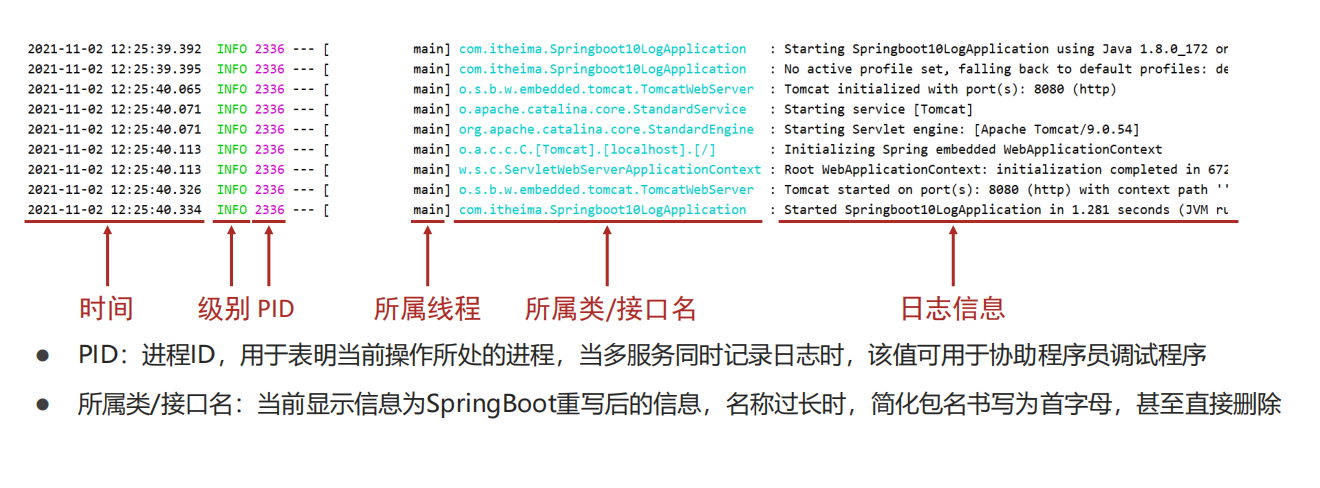 2021-11-02 12:25:39.392 INFO 2336 --- [ main] com.itheima.Springboot10LogApplication : Starting Springboot10LogApplication using Java 1.8.0_172 on
2021-11-02 12:25:39.395 INFO 2336 --- [ main] com.itheima.Springboot10LogApplication : No active profile set, falling back to default profiles: de
2021-11-02 12:25:40.065 INFO 2336 --- [ main] o.s.b.w.embedded.tomcat.TomcatWebServer : Tomcat initialized with port(s): 8080 (http)
2021-11-02 12:25:40.071 INFO 2336 --- [ main] o.apache.catalina.core.StandardService : Starting service [Tomcat]
2021-11-02 12:25:40.071 INFO 2336 --- [ main] org.apache.catalina.core.StandardEngine : Starting Servlet engine: [Apache Tomcat/9.0.54]
2021-11-02 12:25:40.113 INFO 2336 --- [ main] o.a.c.c.C.[Tomcat].[localhost].[/] : Initializing Spring embedded WebApplicationContext
2021-11-02 12:25:40.113 INFO 2336 --- [ main] w.s.c.ServletWebServerApplicationContext : Root WebApplicationContext: initialization completed in 672
2021-11-02 12:25:40.326 INFO 2336 --- [ main] o.s.b.w.embedded.tomcat.TomcatWebServer : Tomcat started on port(s): 8080 (http) with context path ''
2021-11-02 12:25:40.334 INFO 2336 --- [ main] com.itheima.Springboot10LogApplication : Started Springboot10LogApplication in 1.281 seconds (JVM ru
时间 级别 PID 所属线程 所属类/接口名 日志信息
● PID：进程ID，用于表明当前操作所处的进程，当多服务同时记录日志时，该值可用于协助程序员调试程序
● 所属类/接口名：当前显示信息为SpringBoot重写后的信息，名称过长时，简化包名书写为首字母，甚至直接删除